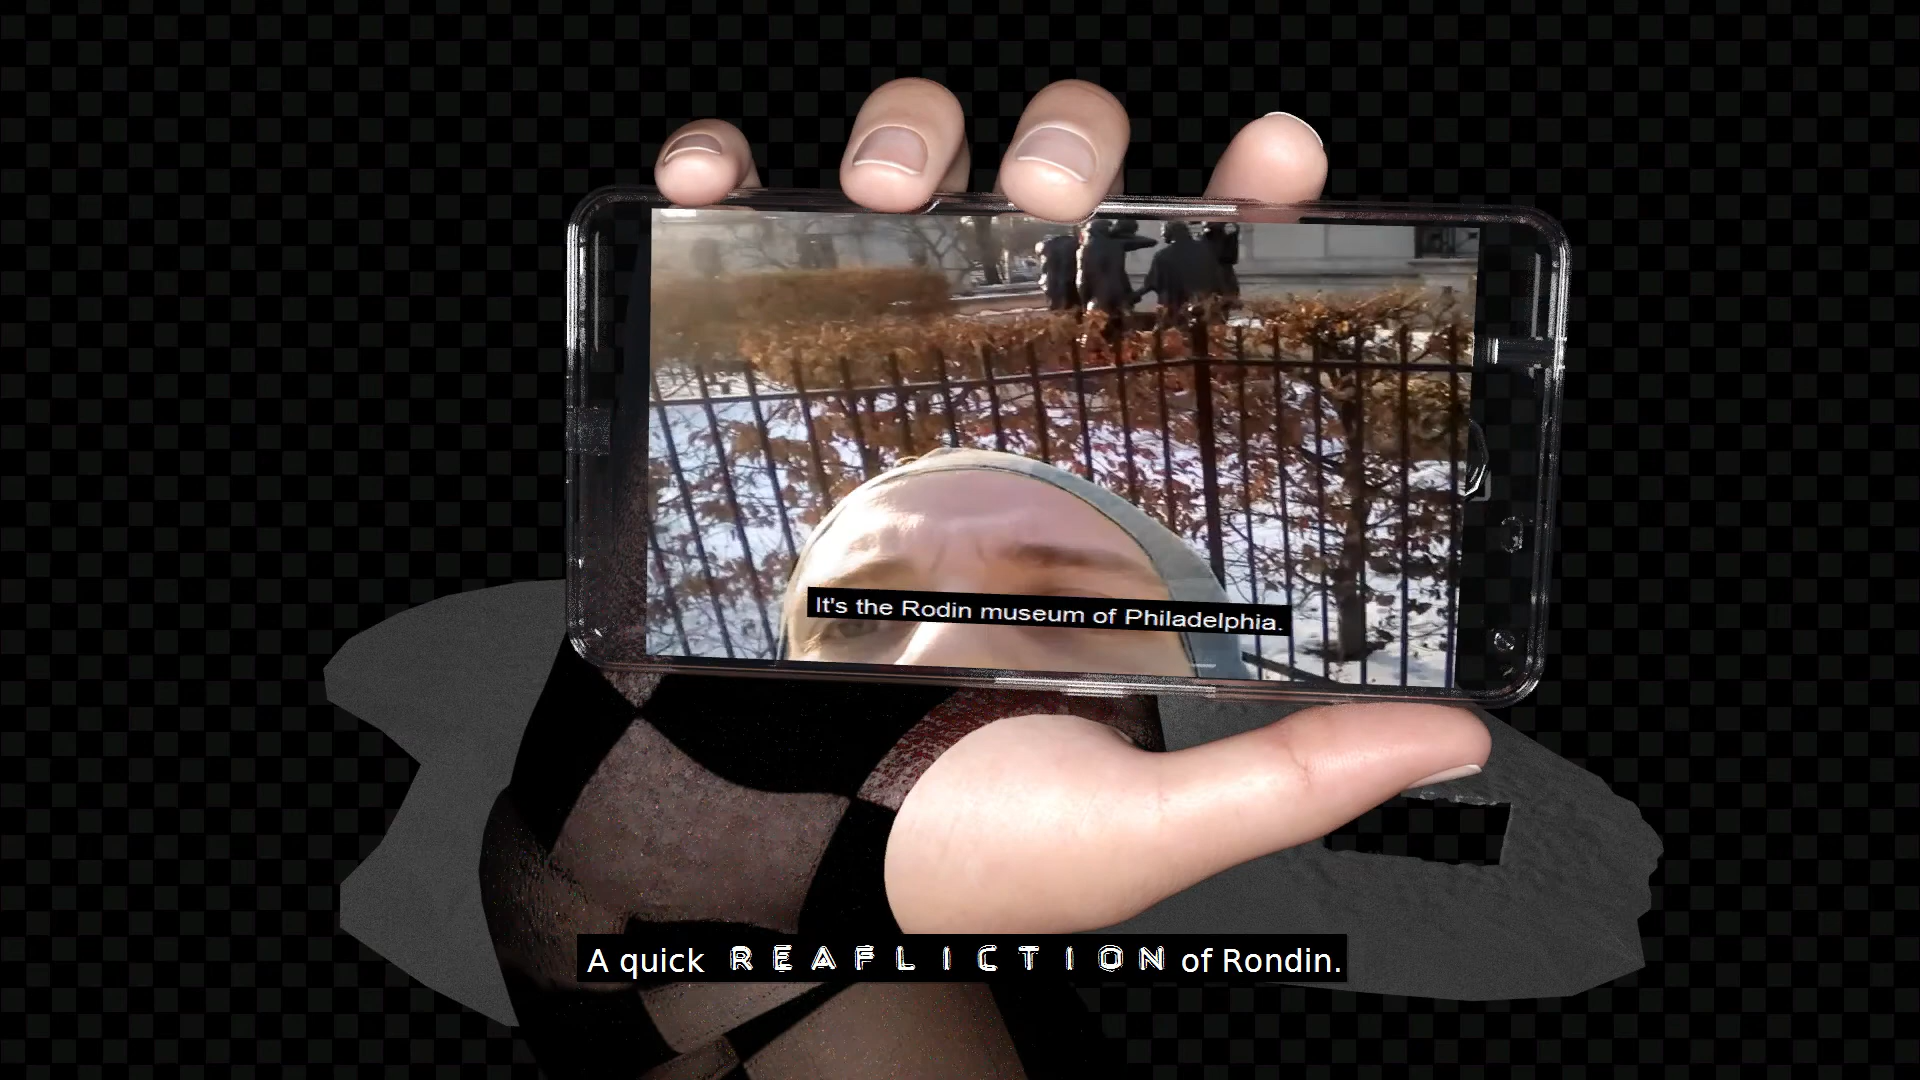 It's the Rodin museum of Philadelphia.
A quick REAFLICTION of Rondin.